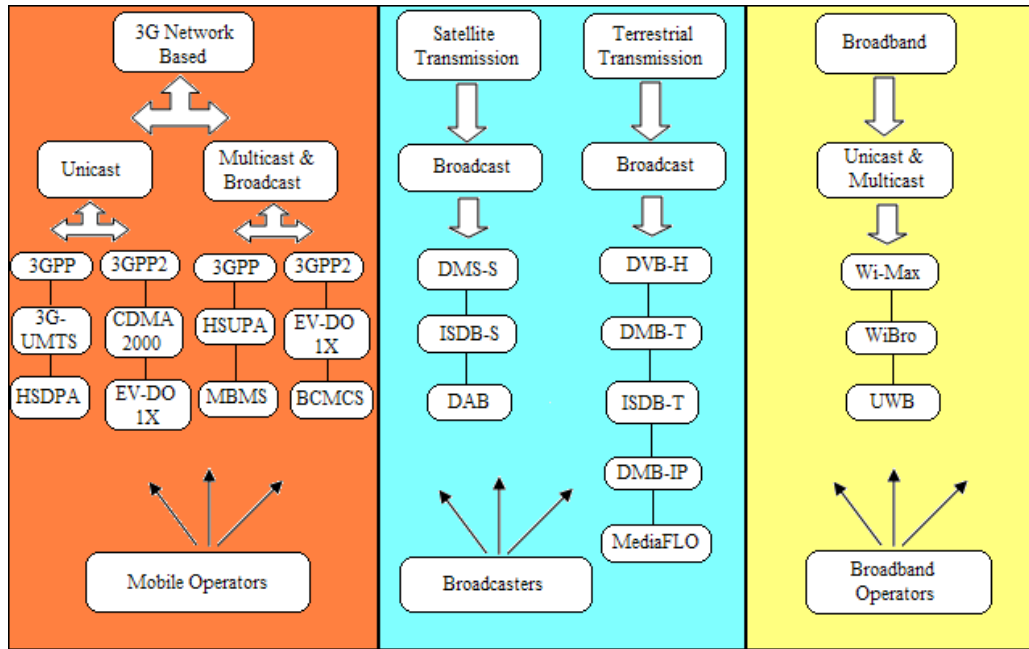 3G Network
Based
Unicast
Multicast &
Broadcast
3GPP
3G-
UMTS
HSDPA
3GPP2
CDMA
2000
EV-DO
1X
3GPP
HSUPA
MBMS
3GPP2
EV-DO
1X
BCMCS
Mobile Operators
Satellite
Transmission
Broadcast
DMS-S
ISDB-S
DAB
Terrestrial
Transmission
Broadcast
DVB-H
DMB-T
ISDB-T
DMB-IP
MediaFLO
Broadcasters
Broadband
Unicast &
Multicast
Wi-Max
WiBro
UWB
Broadband
Operators